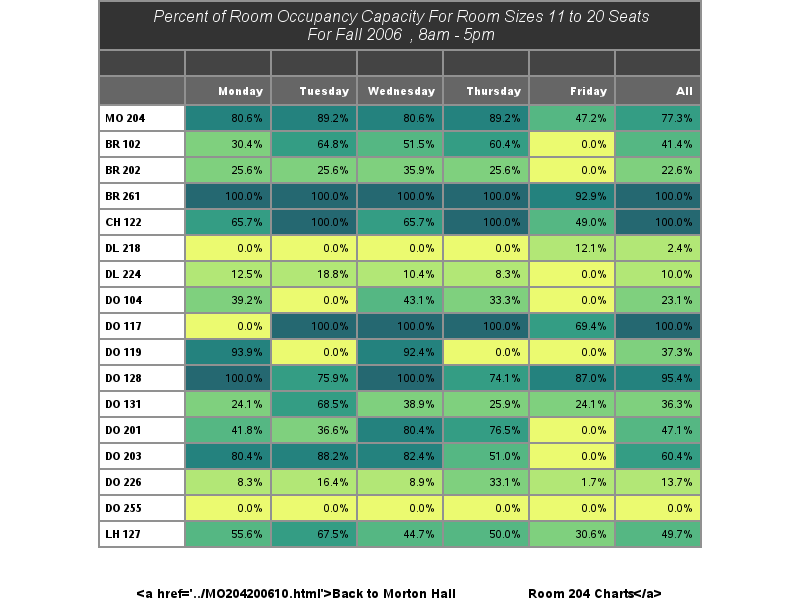 Percent of Room Occupancy Capacity For Room Sizes 11 to 20 Seats
For Fall 2006 , 8am - 5pm
Monday Tuesday Wednesday Thursday Friday All
MO 204 80.6% 89.2% 80.6% 89.2% 47.2% 77.3%
BR 102 30.4% 64.8% 51.5% 60.4% 0.0% 41.4%
BR 202 25.6% 25.6% 35.9% 25.6% 0.0% 22.6%
BR 261 100.0% 100.0% 100.0% 100.0% 92.9% 100.0%
CH 122 65.7% 100.0% 65.7% 100.0% 49.0% 100.0%
DL 218 0.0% 0.0% 0.0% 0.0% 12.1% 2.4%
DL 224 12.5% 18.8% 10.4% 8.3% 0.0% 10.0%
DO 104 39.2% 0.0% 43.1% 33.3% 0.0% 23.1%
DO 117 0.0% 100.0% 100.0% 100.0% 69.4% 100.0%
DO 119 93.9% 0.0% 92.4% 0.0% 0.0% 37.3%
DO 128 100.0% 75.9% 100.0% 74.1% 87.0% 95.4%
DO 131 24.1% 68.5% 38.9% 25.9% 24.1% 36.3%
DO 201 41.8% 36.6% 80.4% 76.5% 0.0% 47.1%
DO 203 80.4% 88.2% 82.4% 51.0% 0.0% 60.4%
DO 226 8.3% 16.4% 8.9% 33.1% 1.7% 13.7%
DO 255 0.0% 0.0% 0.0% 0.0% 0.0% 0.0%
LH 127 55.6% 67.5% 44.7% 50.0% 30.6% 49.7%
<a href='../MO204200610.html'>Back to Morton Hall Room 204 Charts</a>